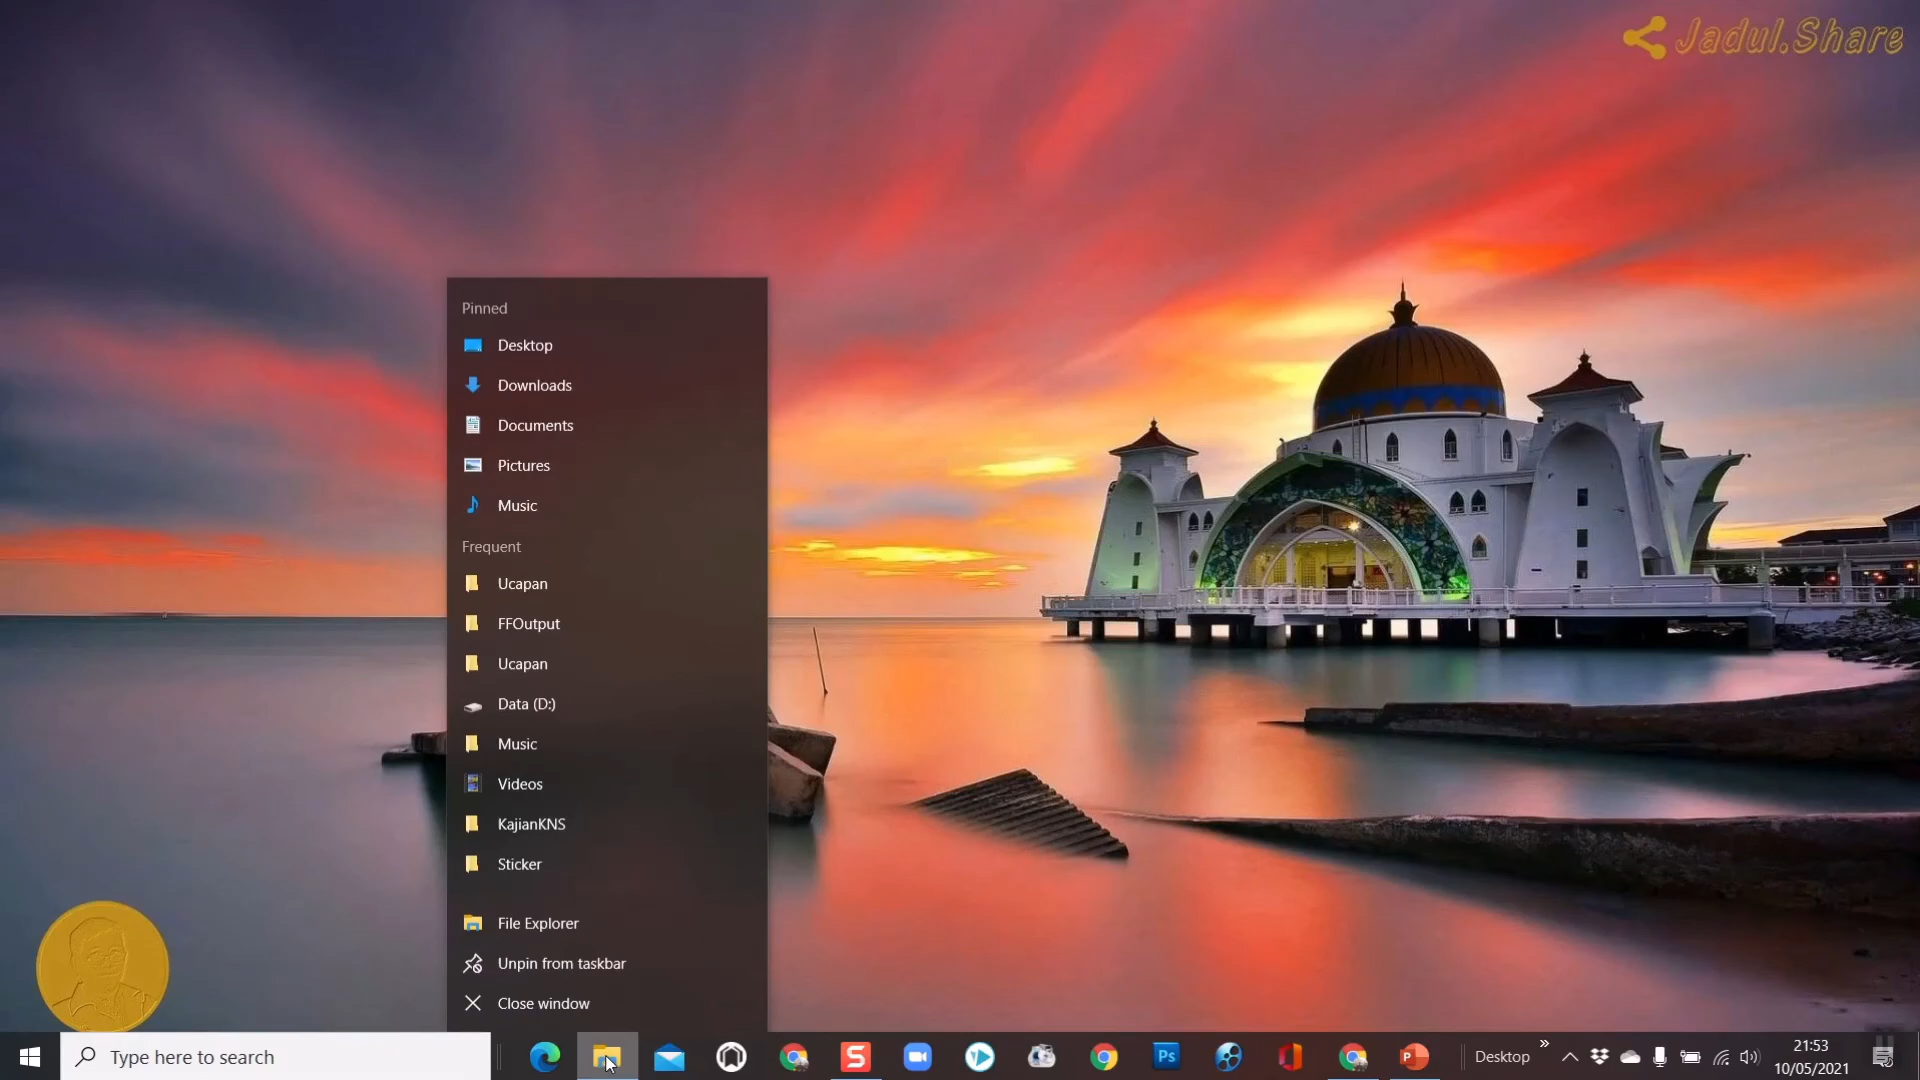 Jadul.Share
Pinned
Desktop
Downloads
Documents
Pictures
Music
Frequent
Ucapan
FFOutput
Ucapan
Data (D:)
Music
Videos
KajianKNS
Sticker
File Explorer
Unpin from taskbar
Close window
Type here to search
S
Ps
P
Desktop
»
21:53
10/05/2021